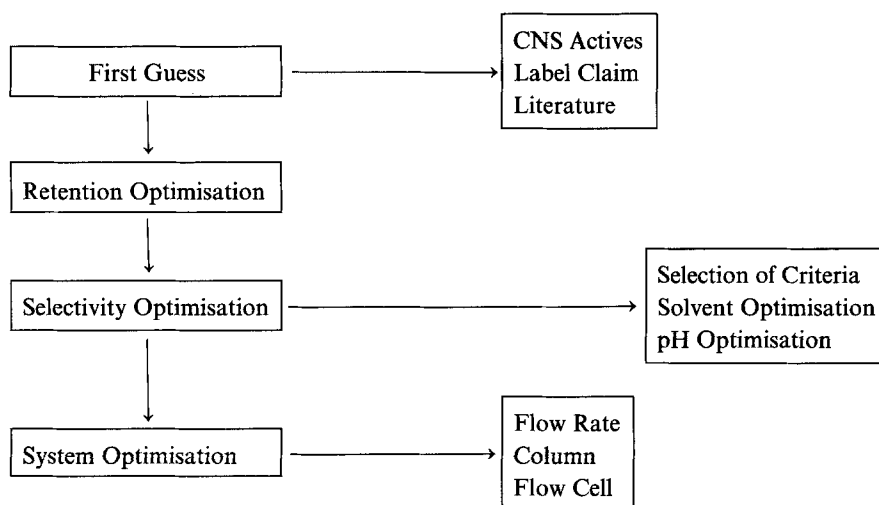 First Guess
CNS Actives
Label Claim
Literature
Retention Optimisation
Selectivity Optimisation
Selection of Criteria
Solvent Optimisation
pH Optimisation
System Optimisation
Flow Rate
Column
Flow Cell